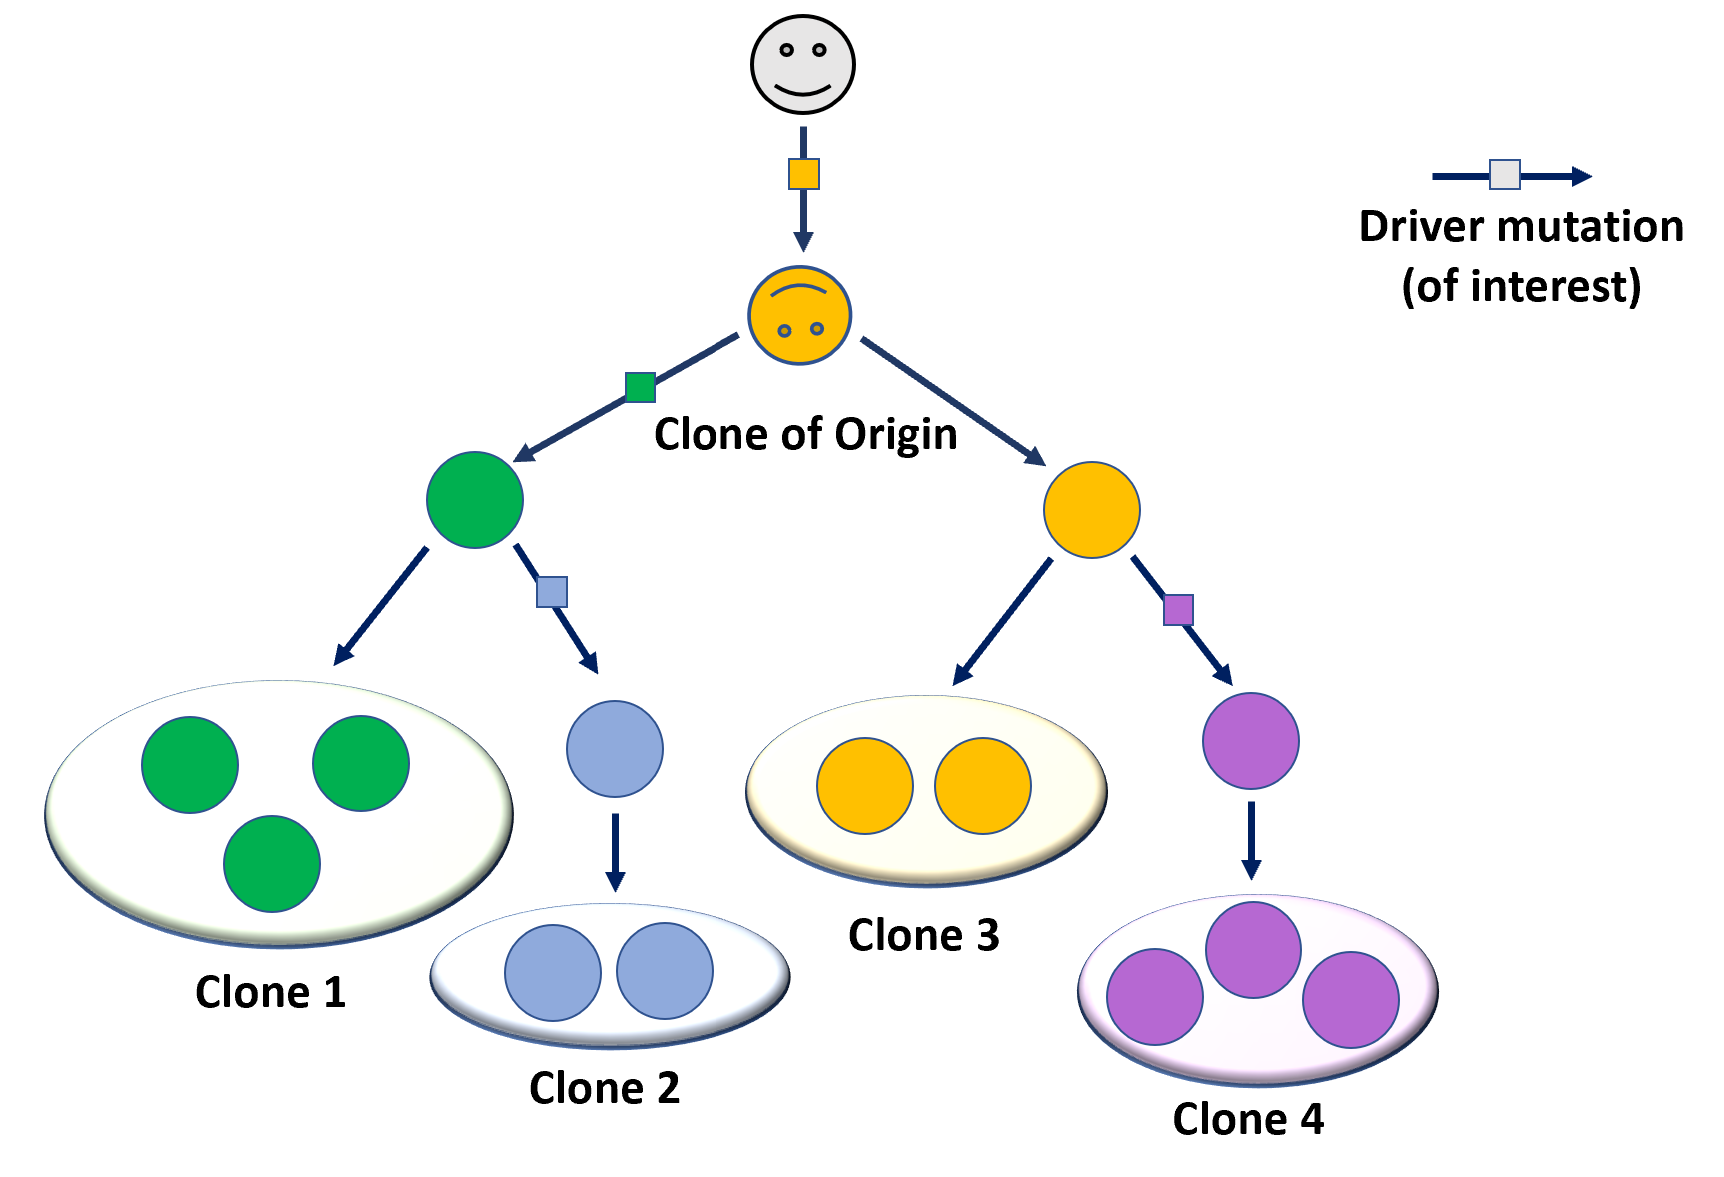 Driver mutation
(of interest)
Clone of Origin
Clone 1
Clone 2
Clone 3
Clone 4